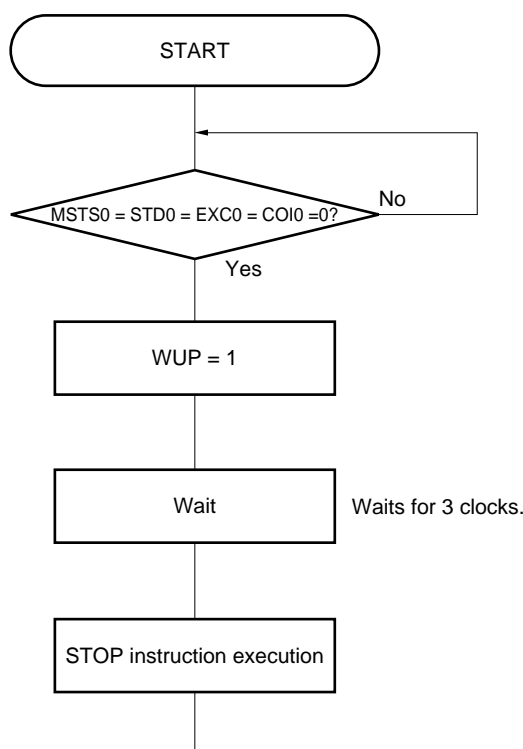 START
MSTS0 = STD0 = EXC0 = COI0 =0?
No
Yes
WUP = 1
Wait
Waits for 3 clocks.
STOP instruction execution